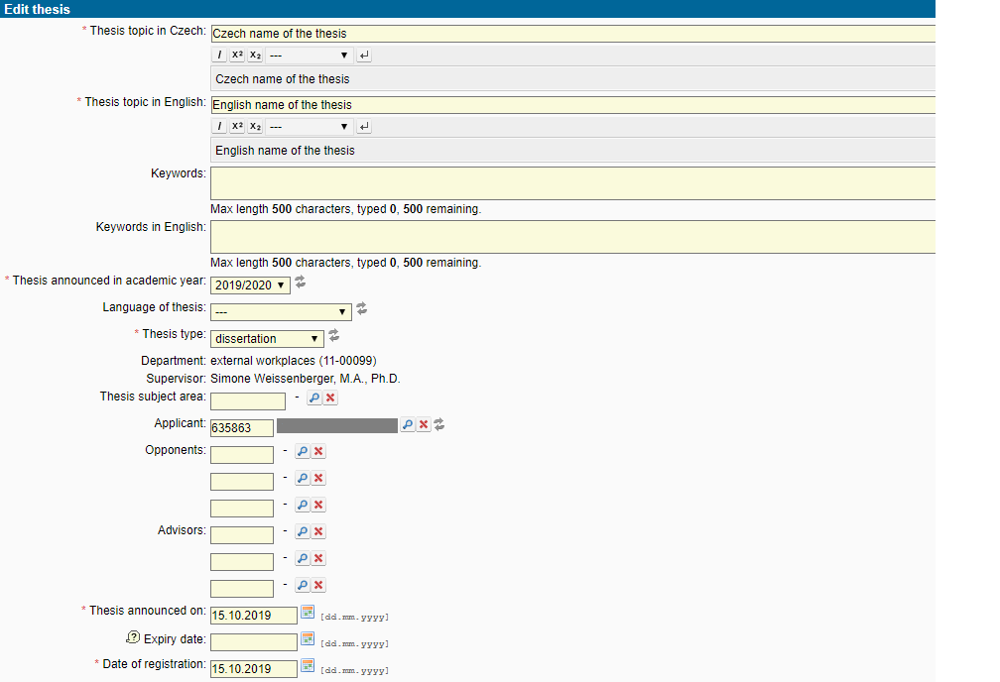 Edit thesis
* Thesis topic in Czech: Czech name of the thesis
I X² X₂ ---
Czech name of the thesis
* Thesis topic in English: English name of the thesis
I X² X₂ ---
English name of the thesis
Keywords:
Max length 500 characters, typed 0, 500 remaining.
Keywords in English:
Max length 500 characters, typed 0, 500 remaining.
* Thesis announced in academic year: 2019/2020
Language of thesis: ---
* Thesis type: dissertation
Department: external workplaces (11-00099)
Supervisor: Simone Weissenberger, M.A., Ph.D.
Thesis subject area: -
Applicant: 635863
Opponents: -
-
-
Advisors: -
-
-
* Thesis announced on: 15.10.2019 [dd.mm.yyyy]
? Expiry date: [dd.mm.yyyy]
* Date of registration: 15.10.2019 [dd.mm.yyyy]